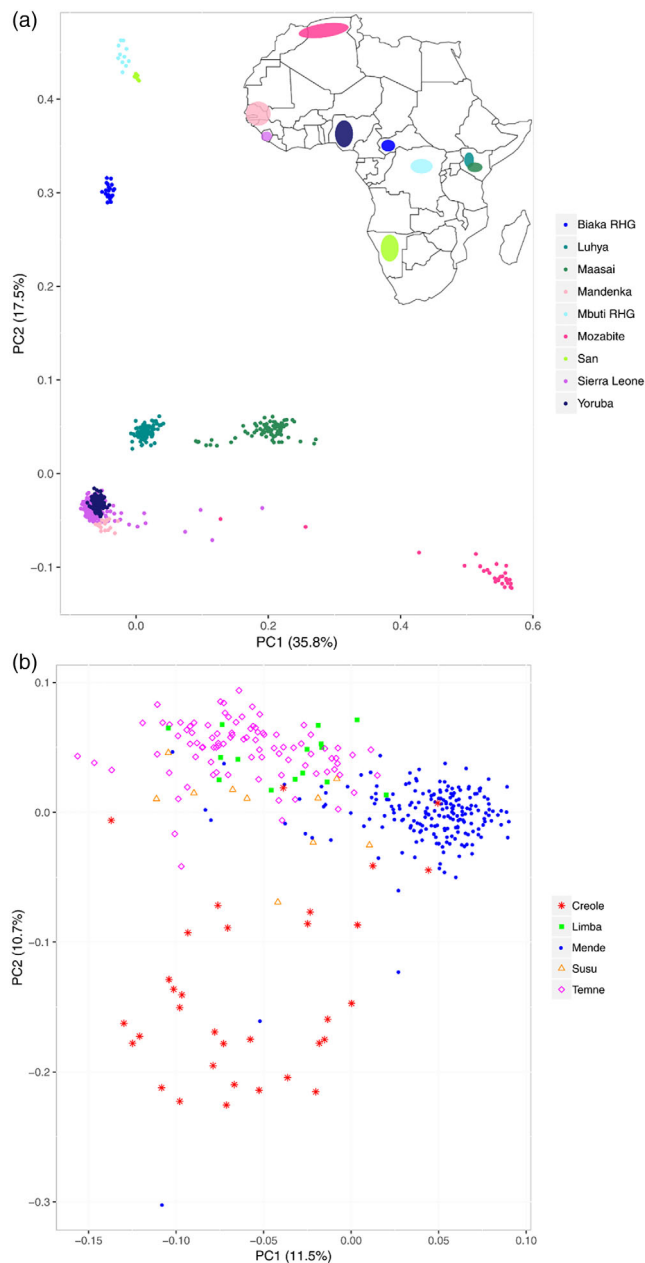 (a)
0.4
0.3
0.2
0.1
0.0
−0.1
PC2 (17.5%)
0.0
0.2
0.4
0.6
PC1 (35.8%)
Biaka RHG
Luhya
Maasai
Mandenka
Mbuti RHG
Mozabite
San
Sierra Leone
Yoruba
(b)
0.1
0.0
−0.1
−0.2
−0.3
PC2 (10.7%)
−0.15
−0.10
−0.05
0.00
0.05
0.10
PC1 (11.5%)
Creole
Limba
Mende
Susu
Temne